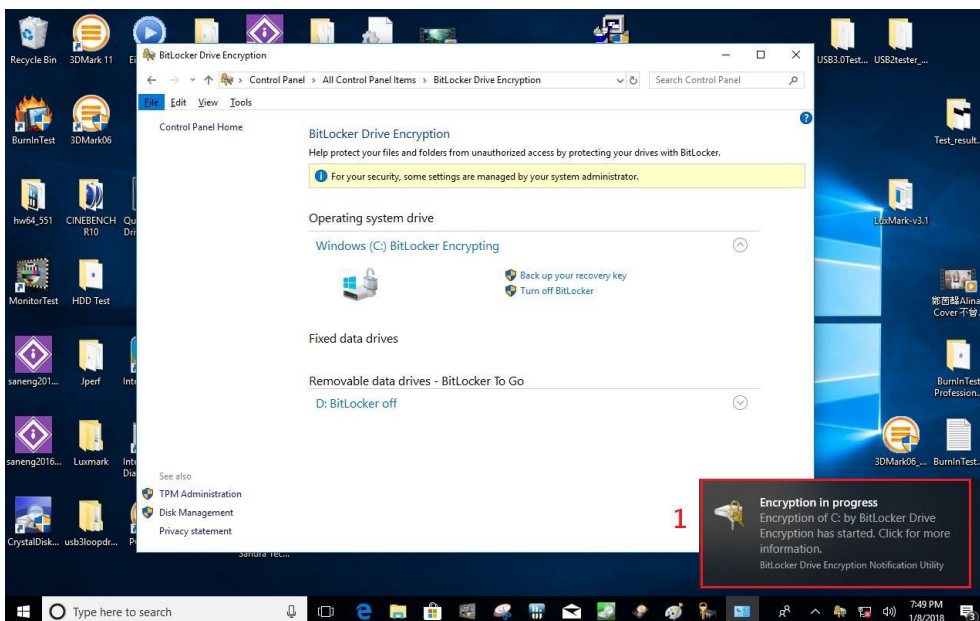 Recycle Bin
3DMark 11
USB3.0Test...
USB2tester_...
BitLocker Drive Encryption
Control Panel > All Control Panel Items > BitLocker Drive Encryption
Search Control Panel
File Edit View Tools
Control Panel Home
BitLocker Drive Encryption
Help protect your files and folders from unauthorized access by protecting your drives with BitLocker.
For your security, some settings are managed by your system administrator.
BurnInTest
3DMark06
Test_result...
Operating system drive
Windows (C:) BitLocker Encrypting
Back up your recovery key
Turn off BitLocker
hw64_551
CINEBENCH
R10
LuxMark-v3.1
MonitorTest
HDD Test
Fixed data drives
Removable data drives - BitLocker To Go
D: BitLocker off
saneng201...
Jperf
BurnInTest
Profession...
saneng2016...
Luxmark
3DMark06_...
BurnInTest...
See also
TPM Administration
Disk Management
Privacy statement
CrystalDisk...
usb3loopdr...
1
Encryption in progress
Encryption of C: by BitLocker Drive
Encryption has started. Click for more
information.
BitLocker Drive Encryption Notification Utility
Type here to search
7:49 PM
1/8/2018